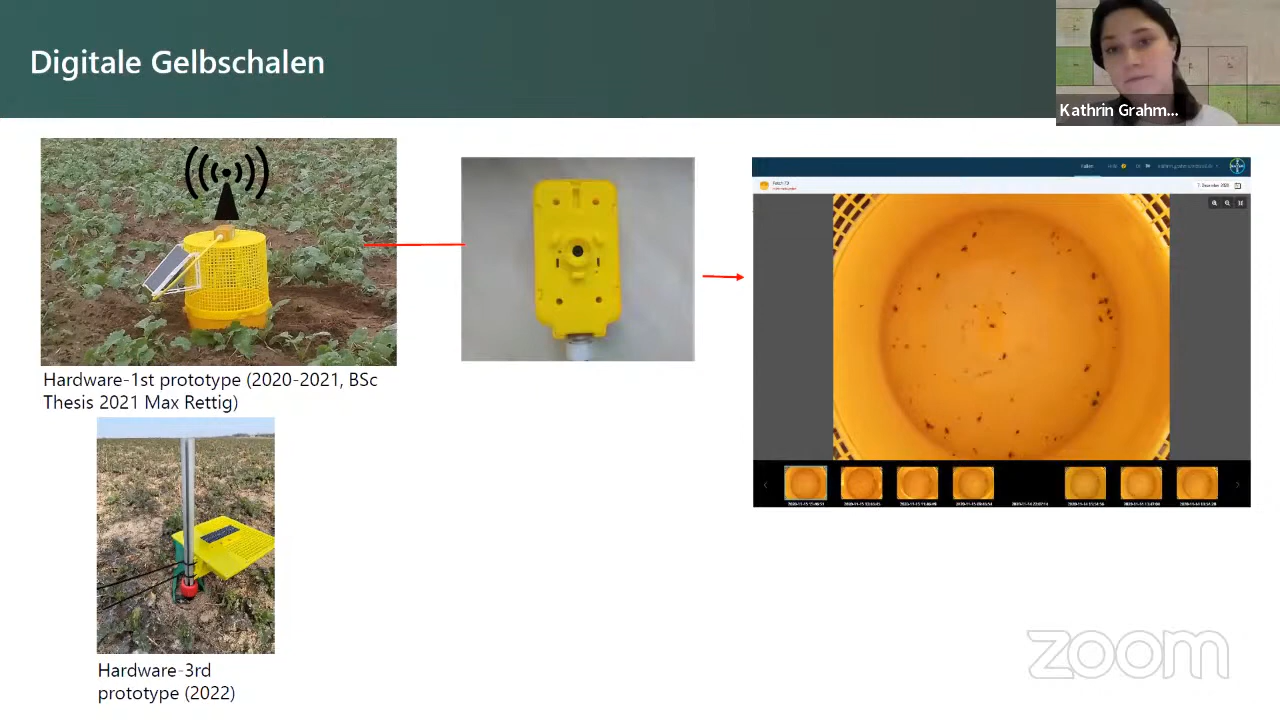 Digitale Gelbschalen
Kathrin Grahm...
Hardware-1st prototype (2020-2021, BSc
Thesis 2021 Max Rettig)
Hardware-3rd
prototype (2022)
zoom